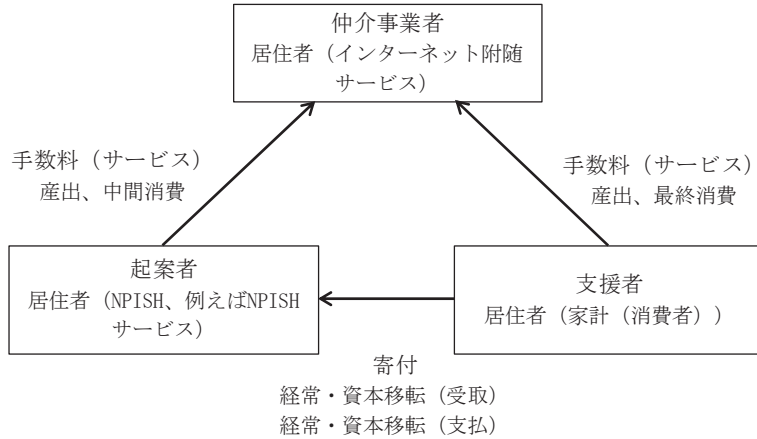 仲介事業者
居住者（インターネット附随
サービス）
手数料（サービス）
産出、中間消費
手数料（サービス）
産出、最終消費
起案者
居住者（NPISH、例えばNPISH
サービス）
支援者
居住者（家計（消費者））
寄付
経常・資本移転（受取）
経常・資本移転（支払）